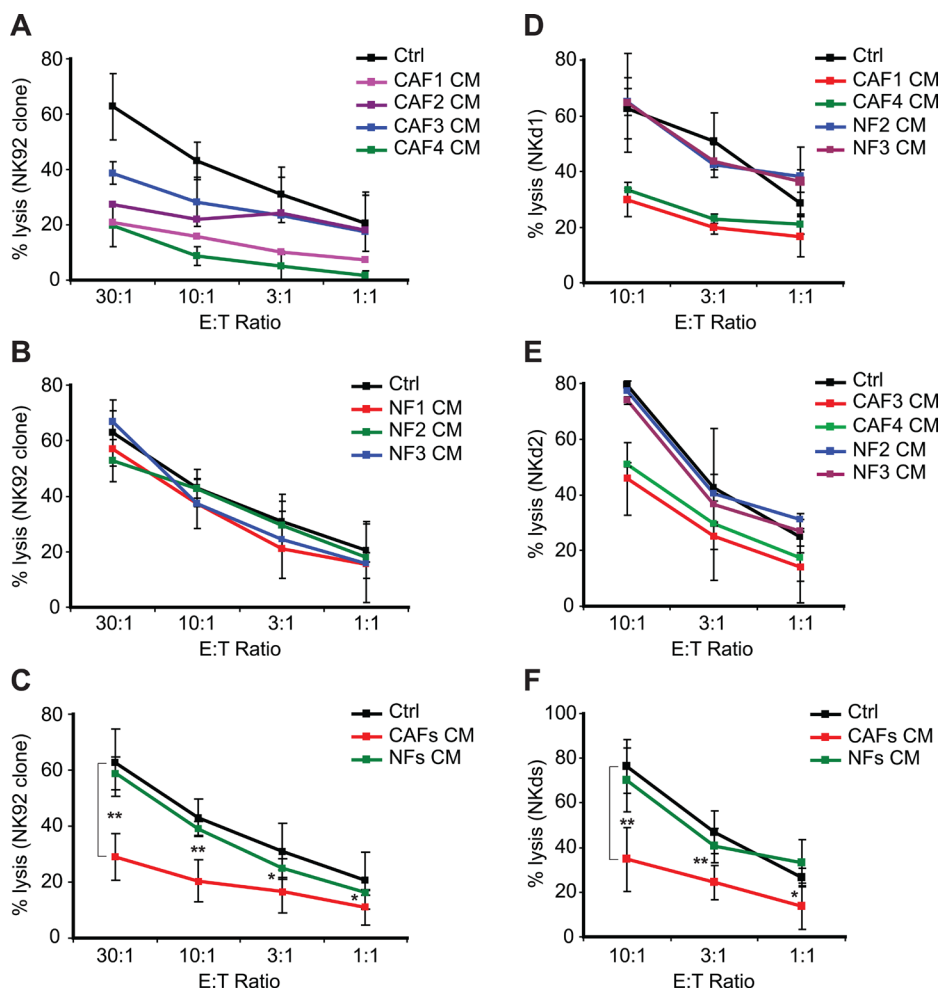 A
% lysis (NK92 clone)
80
60
40
20
0
30:1 10:1 3:1 1:1
E:T Ratio
Ctrl
CAF1 CM
CAF2 CM
CAF3 CM
CAF4 CM
B
% lysis (NK92 clone)
80
60
40
20
0
30:1 10:1 3:1 1:1
E:T Ratio
Ctrl
NF1 CM
NF2 CM
NF3 CM
C
% lysis (NK92 clone)
80
60
40
20
0
30:1 10:1 3:1 1:1
E:T Ratio
Ctrl
CAFs CM
NFs CM
** ** * *
D
% lysis (NKd1)
80
60
40
20
0
10:1 3:1 1:1
E:T Ratio
Ctrl
CAF1 CM
CAF4 CM
NF2 CM
NF3 CM
E
% lysis (NKd2)
80
60
40
20
0
10:1 3:1 1:1
E:T Ratio
Ctrl
CAF3 CM
CAF4 CM
NF2 CM
NF3 CM
F
% lysis (NKds)
100
80
60
40
20
0
10:1 3:1 1:1
E:T Ratio
Ctrl
CAFs CM
NFs CM
** ** *